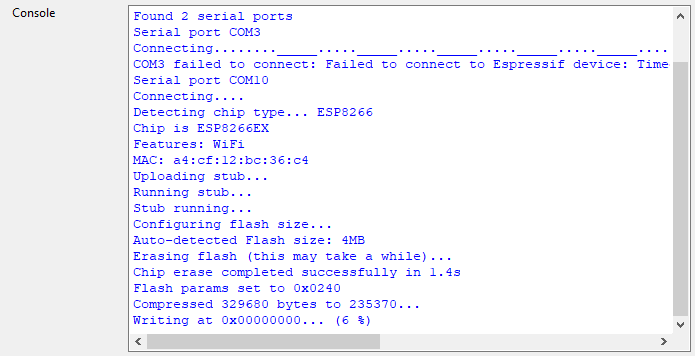 Console
Found 2 serial ports
Serial port COM3
Connecting........_____....._____....._____....._____....._____....
COM3 failed to connect: Failed to connect to Espressif device: Time
Serial port COM10
Connecting....
Detecting chip type... ESP8266
Chip is ESP8266EX
Features: WiFi
MAC: a4:cf:12:bc:36:c4
Uploading stub...
Running stub...
Stub running...
Configuring flash size...
Auto-detected Flash size: 4MB
Erasing flash (this may take a while)...
Chip erase completed successfully in 1.4s
Flash params set to 0x0240
Compressed 329680 bytes to 235370...
Writing at 0x00000000... (6 %)